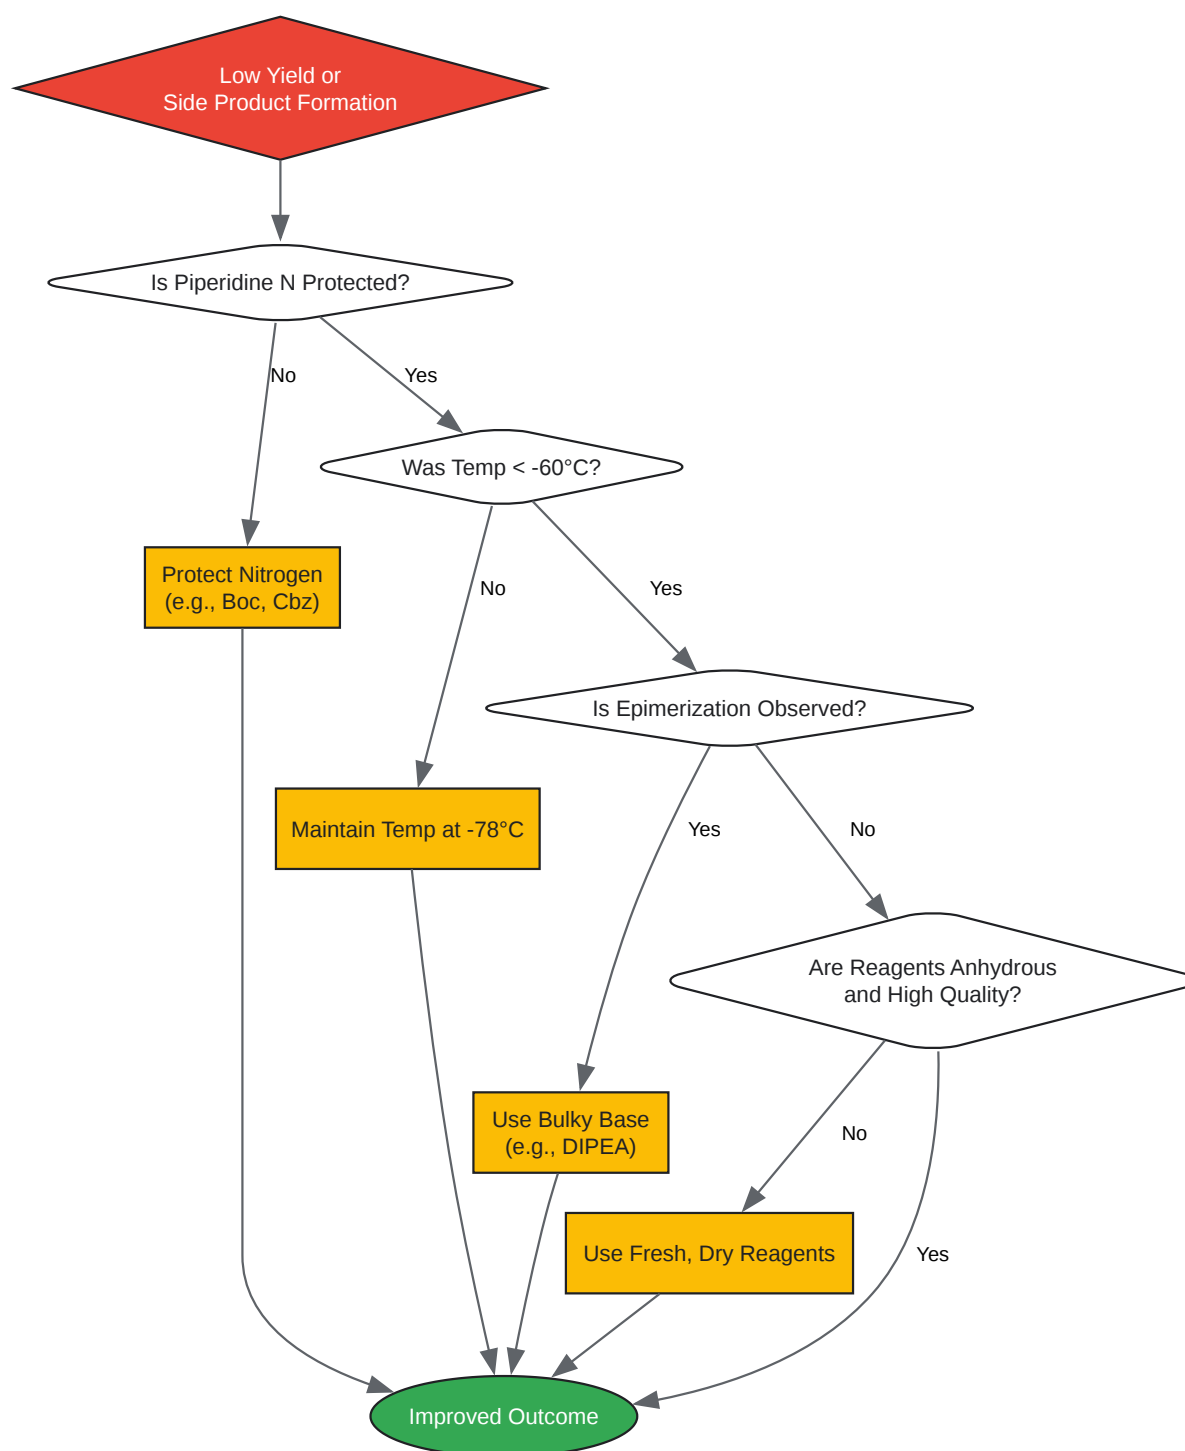 Low Yield or
Side Product Formation
Is Piperidine N Protected?
No
Yes
Was Temp < -60°C?
Protect Nitrogen
(e.g., Boc, Cbz)
No
Yes
Is Epimerization Observed?
Maintain Temp at -78°C
Yes
No
Are Reagents Anhydrous
and High Quality?
Use Bulky Base
(e.g., DIPEA)
No
Use Fresh, Dry Reagents
Yes
Improved Outcome